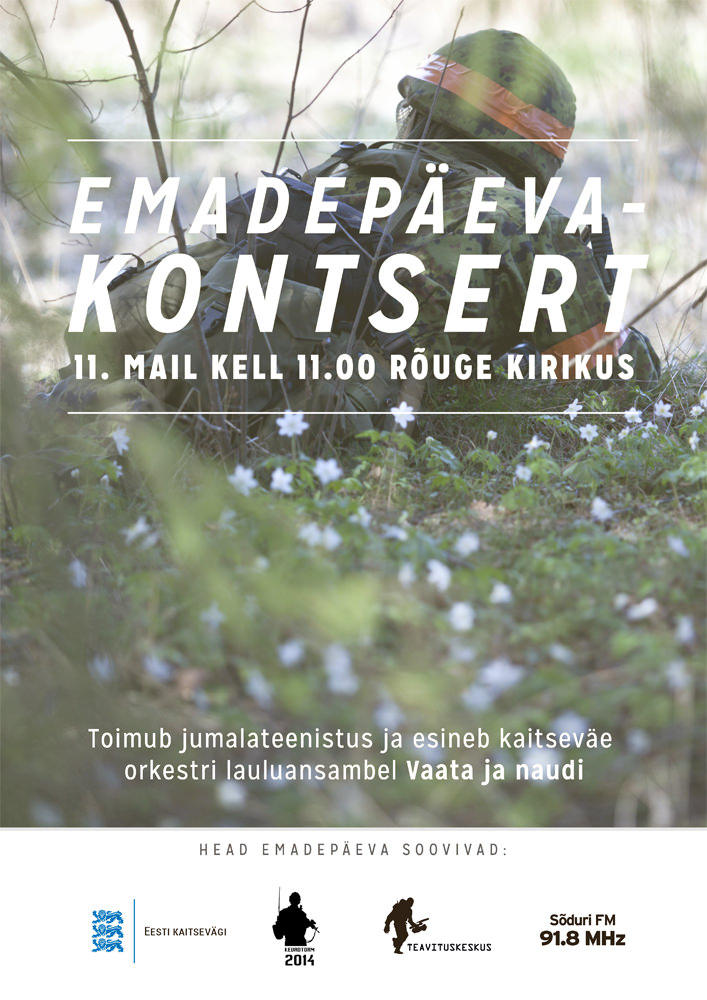 EMADEPÄEVA-
KONTSERT
11. MAIL KELL 11.00 RÕUGE KIRIKUS
Toimub jumalateenistus ja esineb kaitseväe
orkestri lauluansambel Vaata ja naudi
HEAD EMADEPÄEVA SOOVIVAD:
EESTI KAITSEVÄGI
KEVADTORM
2014
TEAVITUSKESKUS
Sõduri FM
91.8 MHz